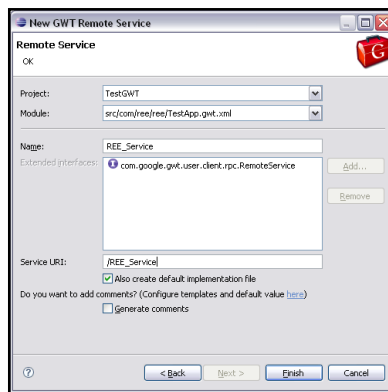 New GWT Remote Service
Remote Service
OK
G
Project: TestGWT
Module: src/com/ree/ree/TestApp.gwt.xml
Name: REE_Service
Extended interfaces: com.google.gwt.user.client.rpc.RemoteService Add...
Remove
Service URI: /REE_Service
Also create default implementation file
Do you want to add comments? (Configure templates and default value here)
Generate comments
? < Back Next > Finish Cancel